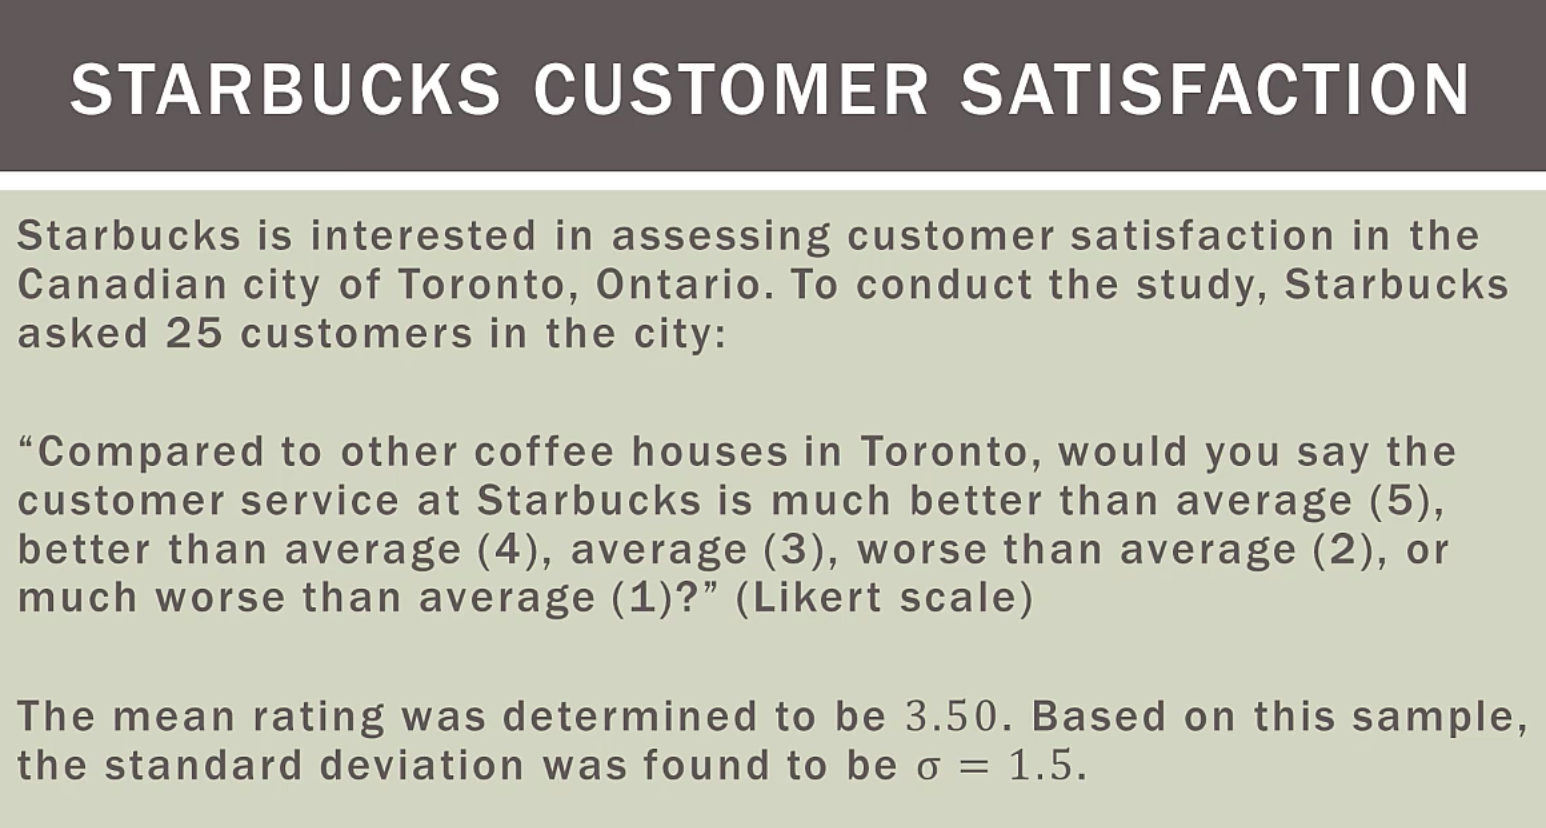 STARBUCKS CUSTOMER SATISFACTION
Starbucks is interested in assessing customer satisfaction in the
Canadian city of Toronto, Ontario. To conduct the study, Starbucks
asked 25 customers in the city:
“Compared to other coffee houses in Toronto, would you say the
customer service at Starbucks is much better than average (5),
better than average (4), average (3), worse than average (2), or
much worse than average (1)?” (Likert scale)
The mean rating was determined to be 3.50. Based on this sample,
the standard deviation was found to be σ = 1.5.